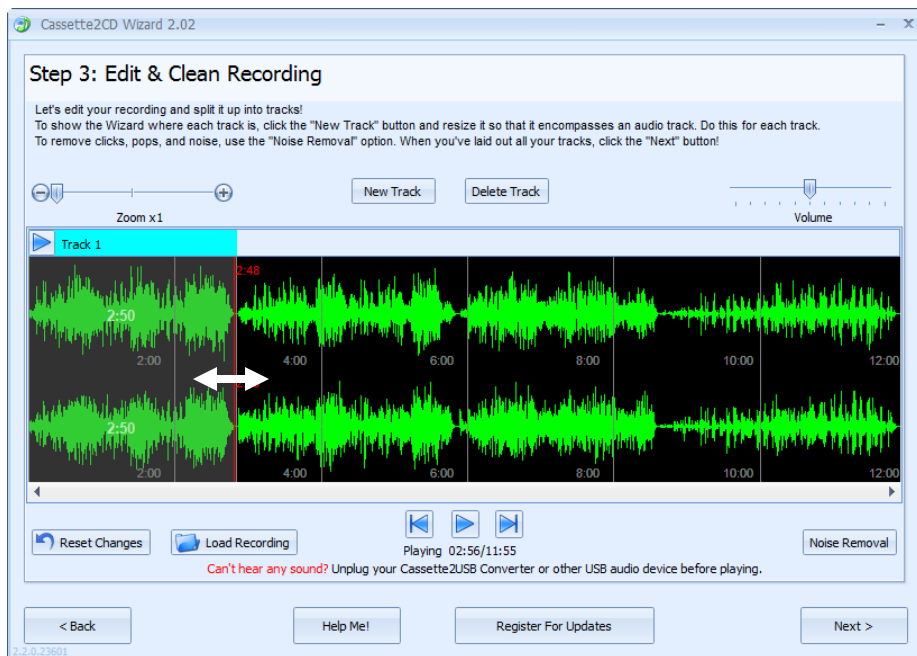 Cassette2CD Wizard 2.02
Step 3: Edit & Clean Recording
Let's edit your recording and split it up into tracks!
To show the Wizard where each track is, click the "New Track" button and resize it so that it encompasses an audio track. Do this for each track.
To remove clicks, pops, and noise, use the "Noise Removal" option. When you've laid out all your tracks, click the "Next" button!
New Track Delete Track
Zoom x1 Volume
Track 1
2:48
2:50
2:00 4:00 6:00 8:00 10:00 12:00
2:50
2:00 4:00 6:00 8:00 10:00 12:00
Reset Changes Load Recording Noise Removal
Playing 02:56/11:55
Can't hear any sound? Unplug your Cassette2USB Converter or other USB audio device before playing.
< Back Help Me! Register For Updates Next >
2.2.0.23601